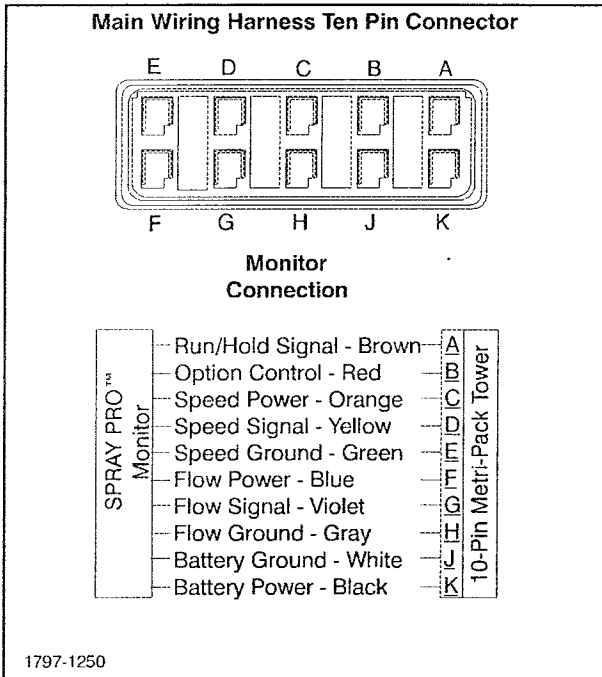 Main Wiring Harness Ten Pin Connector
E D C B A
F G H J K
Monitor
Connection
SPRAY PRO™
Monitor
Run/Hold Signal - Brown A
Option Control - Red B
Speed Power - Orange C
Speed Signal - Yellow D
Speed Ground - Green E
Flow Power - Blue F
Flow Signal - Violet G
Flow Ground - Gray H
Battery Ground - White J
Battery Power - Black K
10-Pin Metri-Pack Tower
1797-1250